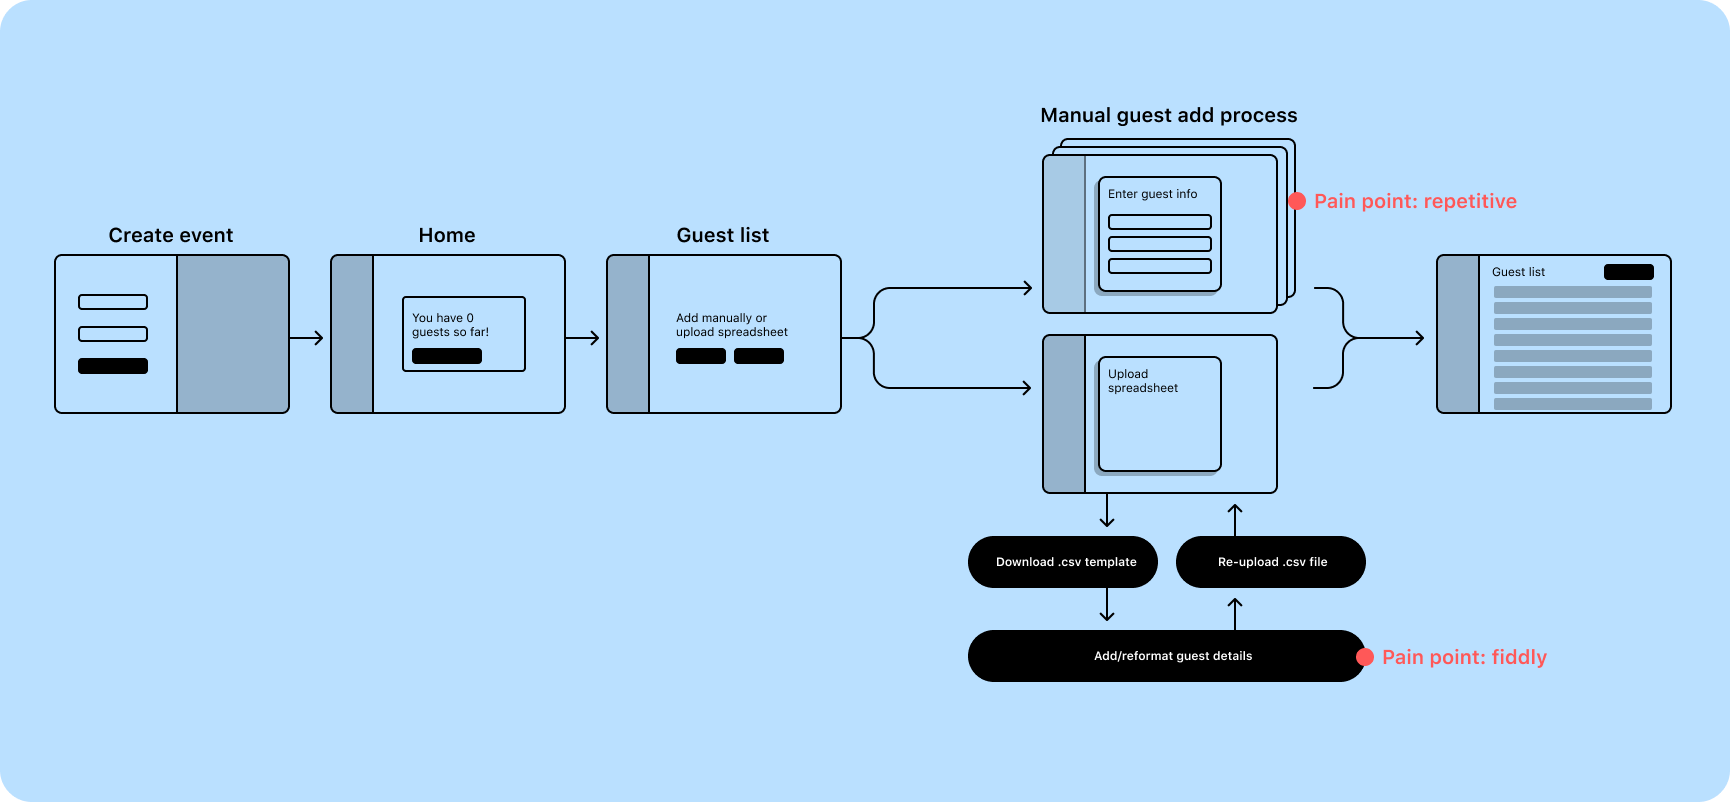 Manual guest add process
Enter guest info
Pain point: repetitive
Create event
Home
Guest list
You have 0
guests so far!
Add manually or
upload spreadsheet
Guest list
Upload
spreadsheet
Download .csv template
Re-upload .csv file
Add/reformat guest details
Pain point: fiddly